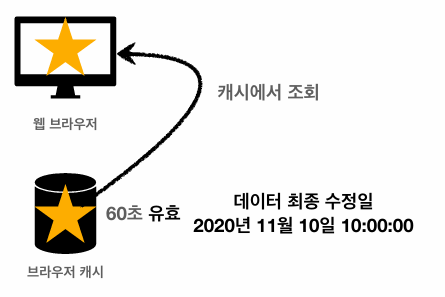 웹 브라우저
캐시에서 조회
60초 유효
데이터 최종 수정일
2020년 11월 10일 10:00:00
브라우저 캐시